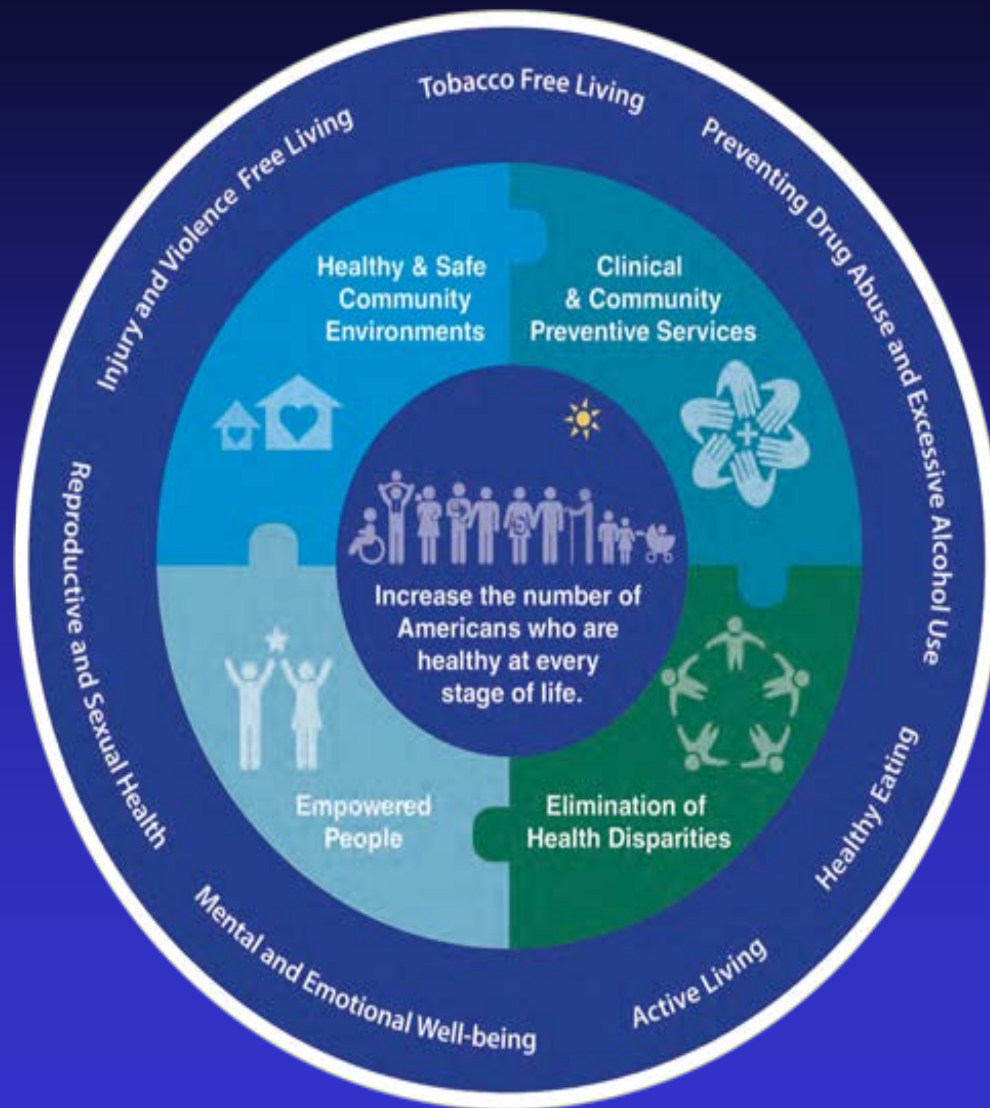 Tobacco Free Living
Preventing Drug Abuse and Excessive Alcohol Use
Healthy Eating
Active Living
Mental and Emotional Well-being
Reproductive and Sexual Health
Injury and Violence Free Living
Healthy & Safe
Community
Environments
Clinical
& Community
Preventive Services
Increase the number of
Americans who are
healthy at every
stage of life.
Empowered
People
Elimination of
Health Disparities